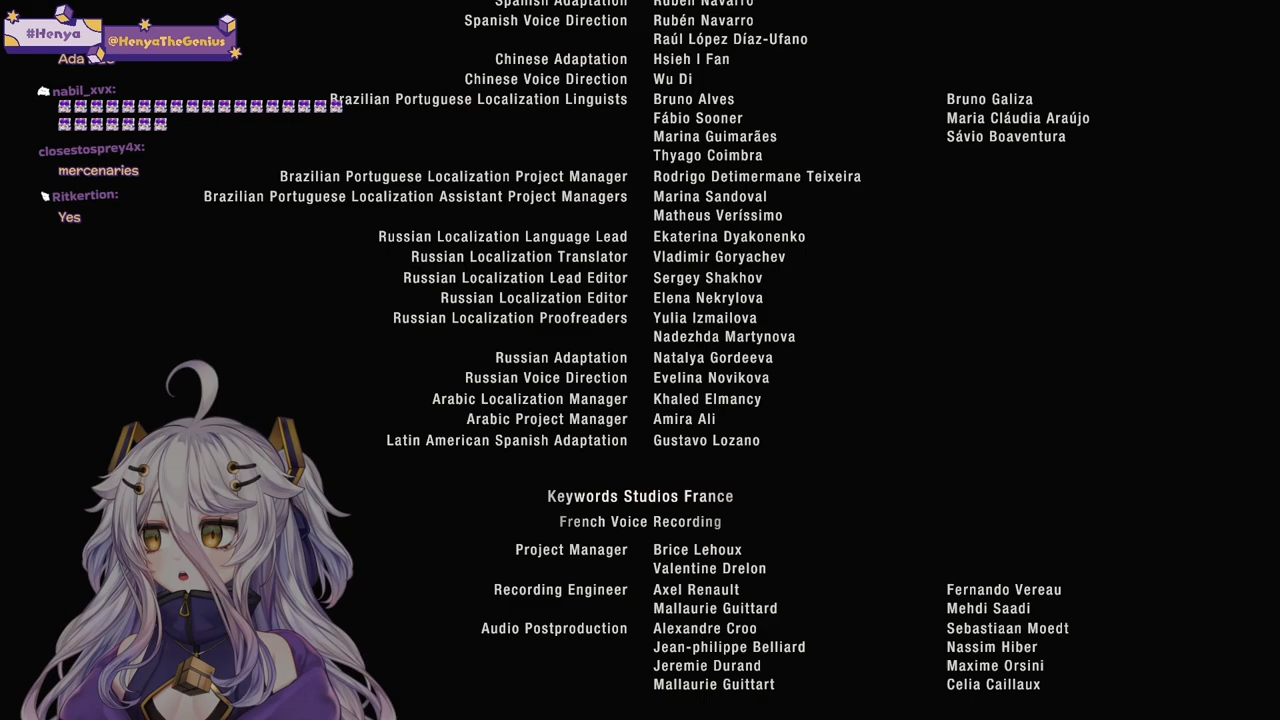 #Henya
@HenyaTheGenius
Ada
nabil_xvx:
closestosprey4x:
mercenaries
Ritkertion:
Yes
Spanish Adaptation Rubén Navarro
Spanish Voice Direction Rubén Navarro
Raúl López Díaz-Ufano
Chinese Adaptation Hsieh I Fan
Chinese Voice Direction Wu Di
Brazilian Portuguese Localization Linguists Bruno Alves Bruno Galiza
Fábio Sooner Maria Cláudia Araújo
Marina Guimarães Sávio Boaventura
Thyago Coimbra
Brazilian Portuguese Localization Project Manager Rodrigo Detimermane Teixeira
Brazilian Portuguese Localization Assistant Project Managers Marina Sandoval
Matheus Veríssimo
Russian Localization Language Lead Ekaterina Dyakonenko
Russian Localization Translator Vladimir Goryachev
Russian Localization Lead Editor Sergey Shakhov
Russian Localization Editor Elena Nekrylova
Russian Localization Proofreaders Yulia Izmailova
Nadezhda Martynova
Russian Adaptation Natalya Gordeeva
Russian Voice Direction Evelina Novikova
Arabic Localization Manager Khaled Elmancy
Arabic Project Manager Amira Ali
Latin American Spanish Adaptation Gustavo Lozano
Keywords Studios France
French Voice Recording
Project Manager Brice Lehoux
Valentine Drelon
Recording Engineer Axel Renault Fernando Vereau
Mallaurie Guittard Mehdi Saadi
Audio Postproduction Alexandre Croo Sebastiaan Moedt
Jean-philippe Belliard Nassim Hiber
Jeremie Durand Maxime Orsini
Mallaurie Guittart Celia Caillaux